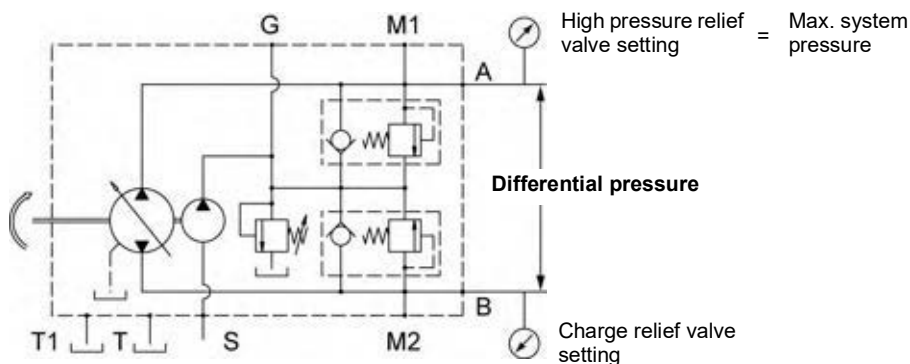 G
M1
High pressure relief valve setting = Max. system pressure
A
Differential pressure
B
T1
T
S
M2
Charge relief valve setting